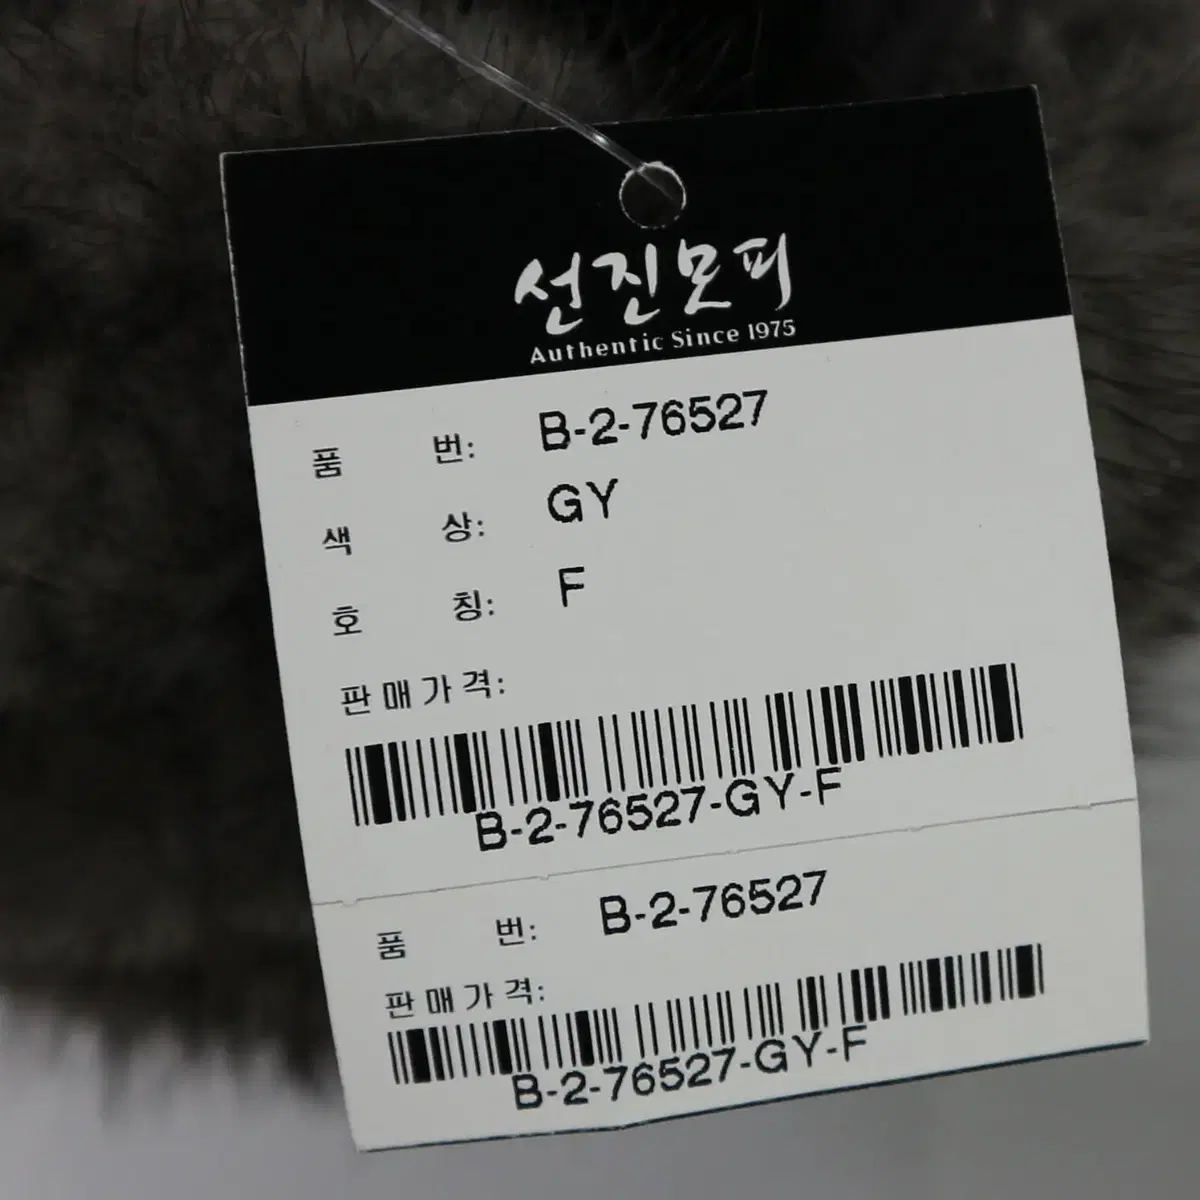 선진모피
Authentic Since 1975
품 번: B-2-76527
색 상: GY
호 칭: F
판매가격:
B-2-76527-GY-F
품 번: B-2-76527
판매가격:
B-2-76527-GY-F